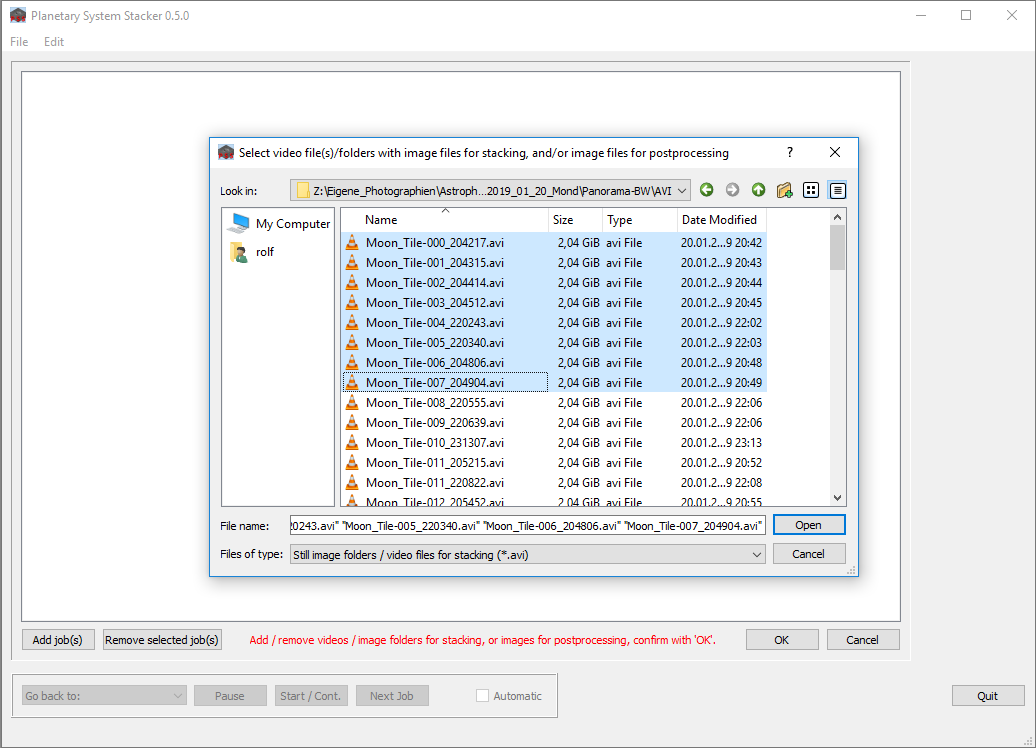 Planetary System Stacker 0.5.0
File Edit
Select video file(s)/folders with image files for stacking, and/or image files for postprocessing ?
Look in: Z:\Eigene_Photographien\Astroph...2019_01_20_Mond\Panorama-BW\AVI
My Computer
rolf
Name Size Type Date Modified
Moon_Tile-000_204217.avi 2,04 GiB avi File 20.01.2...9 20:42
Moon_Tile-001_204315.avi 2,04 GiB avi File 20.01.2...9 20:43
Moon_Tile-002_204414.avi 2,04 GiB avi File 20.01.2...9 20:44
Moon_Tile-003_204512.avi 2,04 GiB avi File 20.01.2...9 20:45
Moon_Tile-004_220243.avi 2,04 GiB avi File 20.01.2...9 22:02
Moon_Tile-005_220340.avi 2,04 GiB avi File 20.01.2...9 22:03
Moon_Tile-006_204806.avi 2,04 GiB avi File 20.01.2...9 20:48
Moon_Tile-007_204904.avi 2,04 GiB avi File 20.01.2...9 20:49
Moon_Tile-008_220555.avi 2,04 GiB avi File 20.01.2...9 22:06
Moon_Tile-009_220639.avi 2,04 GiB avi File 20.01.2...9 22:06
Moon_Tile-010_231307.avi 2,04 GiB avi File 20.01.2...9 23:13
Moon_Tile-011_205215.avi 2,04 GiB avi File 20.01.2...9 20:52
Moon_Tile-011_220822.avi 2,04 GiB avi File 20.01.2...9 22:08
Moon_Tile-012_205452.avi 2,04 GiB avi File 20.01.2...9 20:55
File name: 20243.avi" "Moon_Tile-005_220340.avi" "Moon_Tile-006_204806.avi" "Moon_Tile-007_204904.avi" Open
Files of type: Still image folders / video files for stacking (*.avi) Cancel
Add job(s) Remove selected job(s) Add / remove videos / image folders for stacking, or images for postprocessing, confirm with 'OK'. OK Cancel
Go back to: Pause Start / Cont. Next Job Automatic Quit